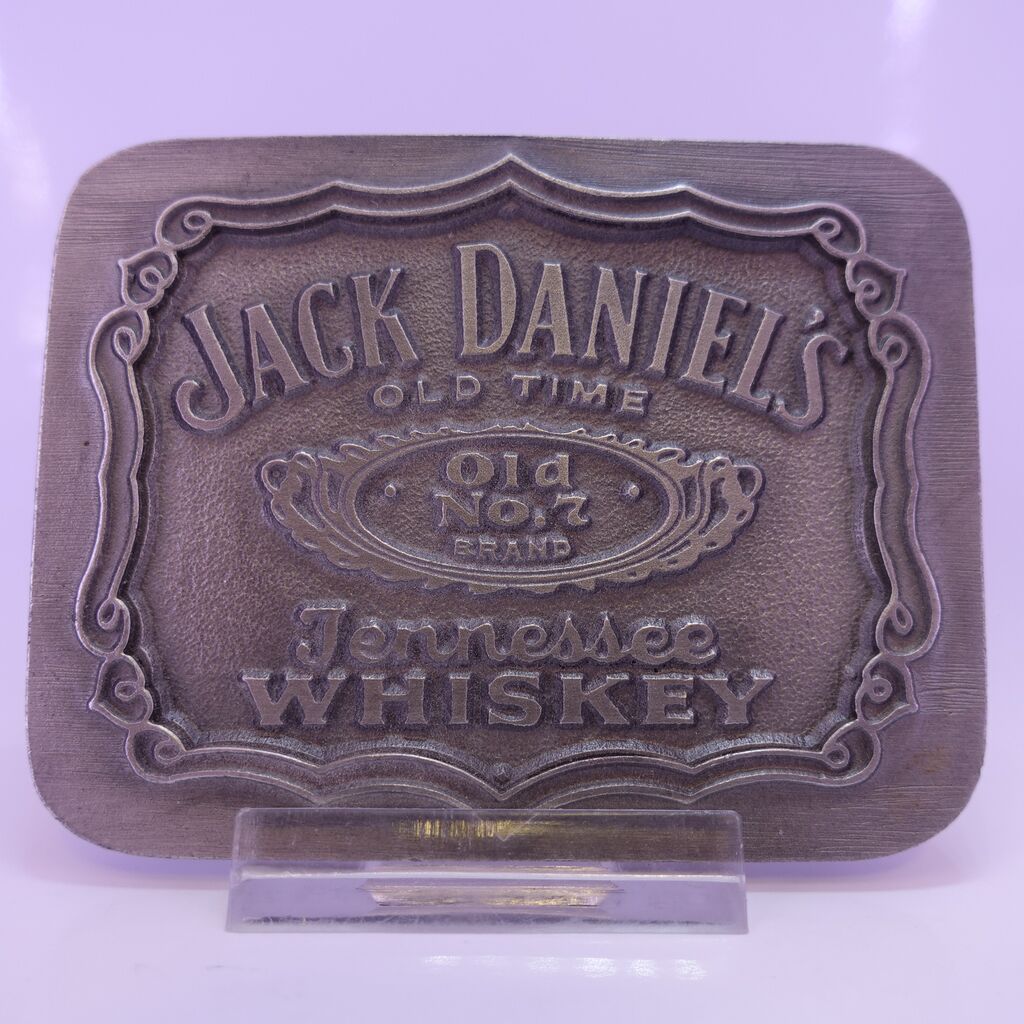 JACK DANIEL'S
OLD TIME
Old
No. 7
BRAND
Tennessee
WHISKEY